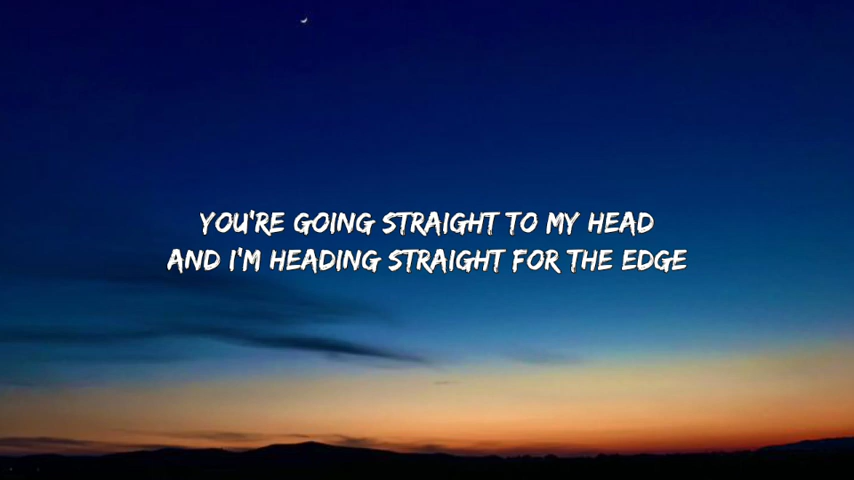 YOU'RE GOING STRAIGHT TO MY HEAD
AND I'M HEADING STRAIGHT FOR THE EDGE